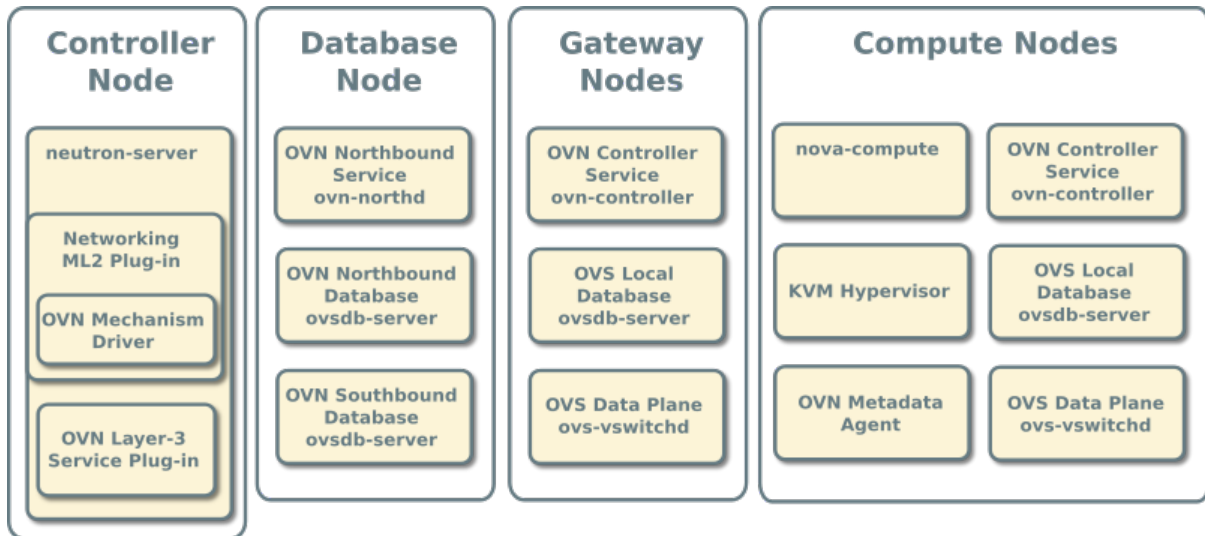 Controller
Node
neutron-server
Networking
ML2 Plug-in
OVN Mechanism
Driver
OVN Layer-3
Service Plug-in
Database
Node
OVN Northbound
Service
ovn-northd
OVN Northbound
Database
ovsdb-server
OVN Southbound
Database
ovsdb-server
Gateway
Nodes
OVN Controller
Service
ovn-controller
OVS Local
Database
ovsdb-server
OVS Data Plane
ovs-vswitchd
Compute Nodes
nova-compute
KVM Hypervisor
OVN Metadata
Agent
OVN Controller
Service
ovn-controller
OVS Local
Database
ovsdb-server
OVS Data Plane
ovs-vswitchd